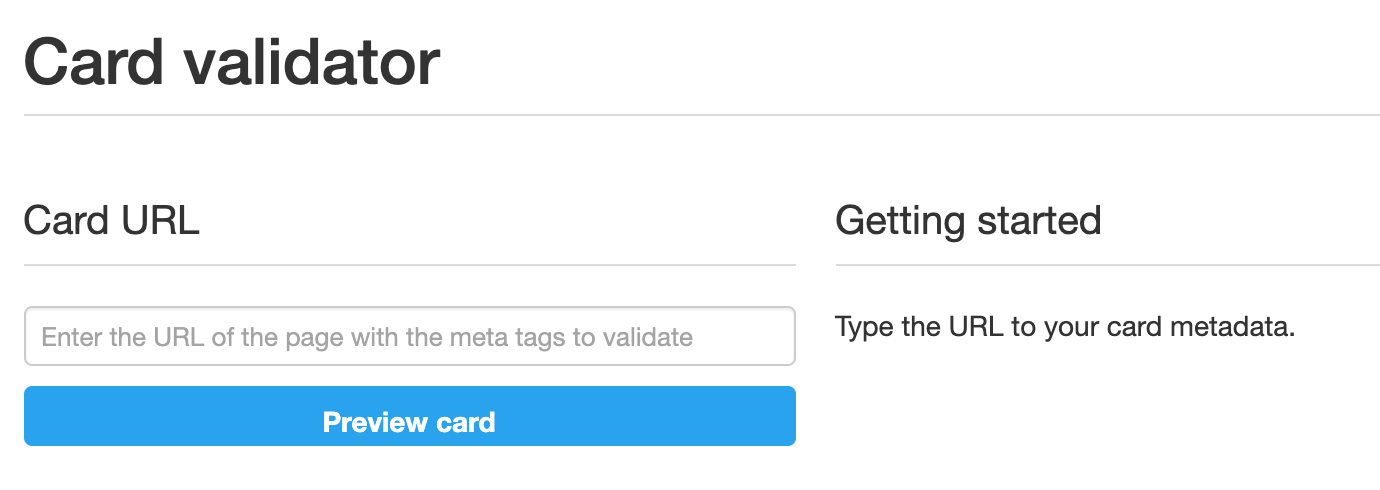 Card validator
Card URL
Getting started
Enter the URL of the page with the meta tags to validate
Type the URL to your card metadata.
Preview card